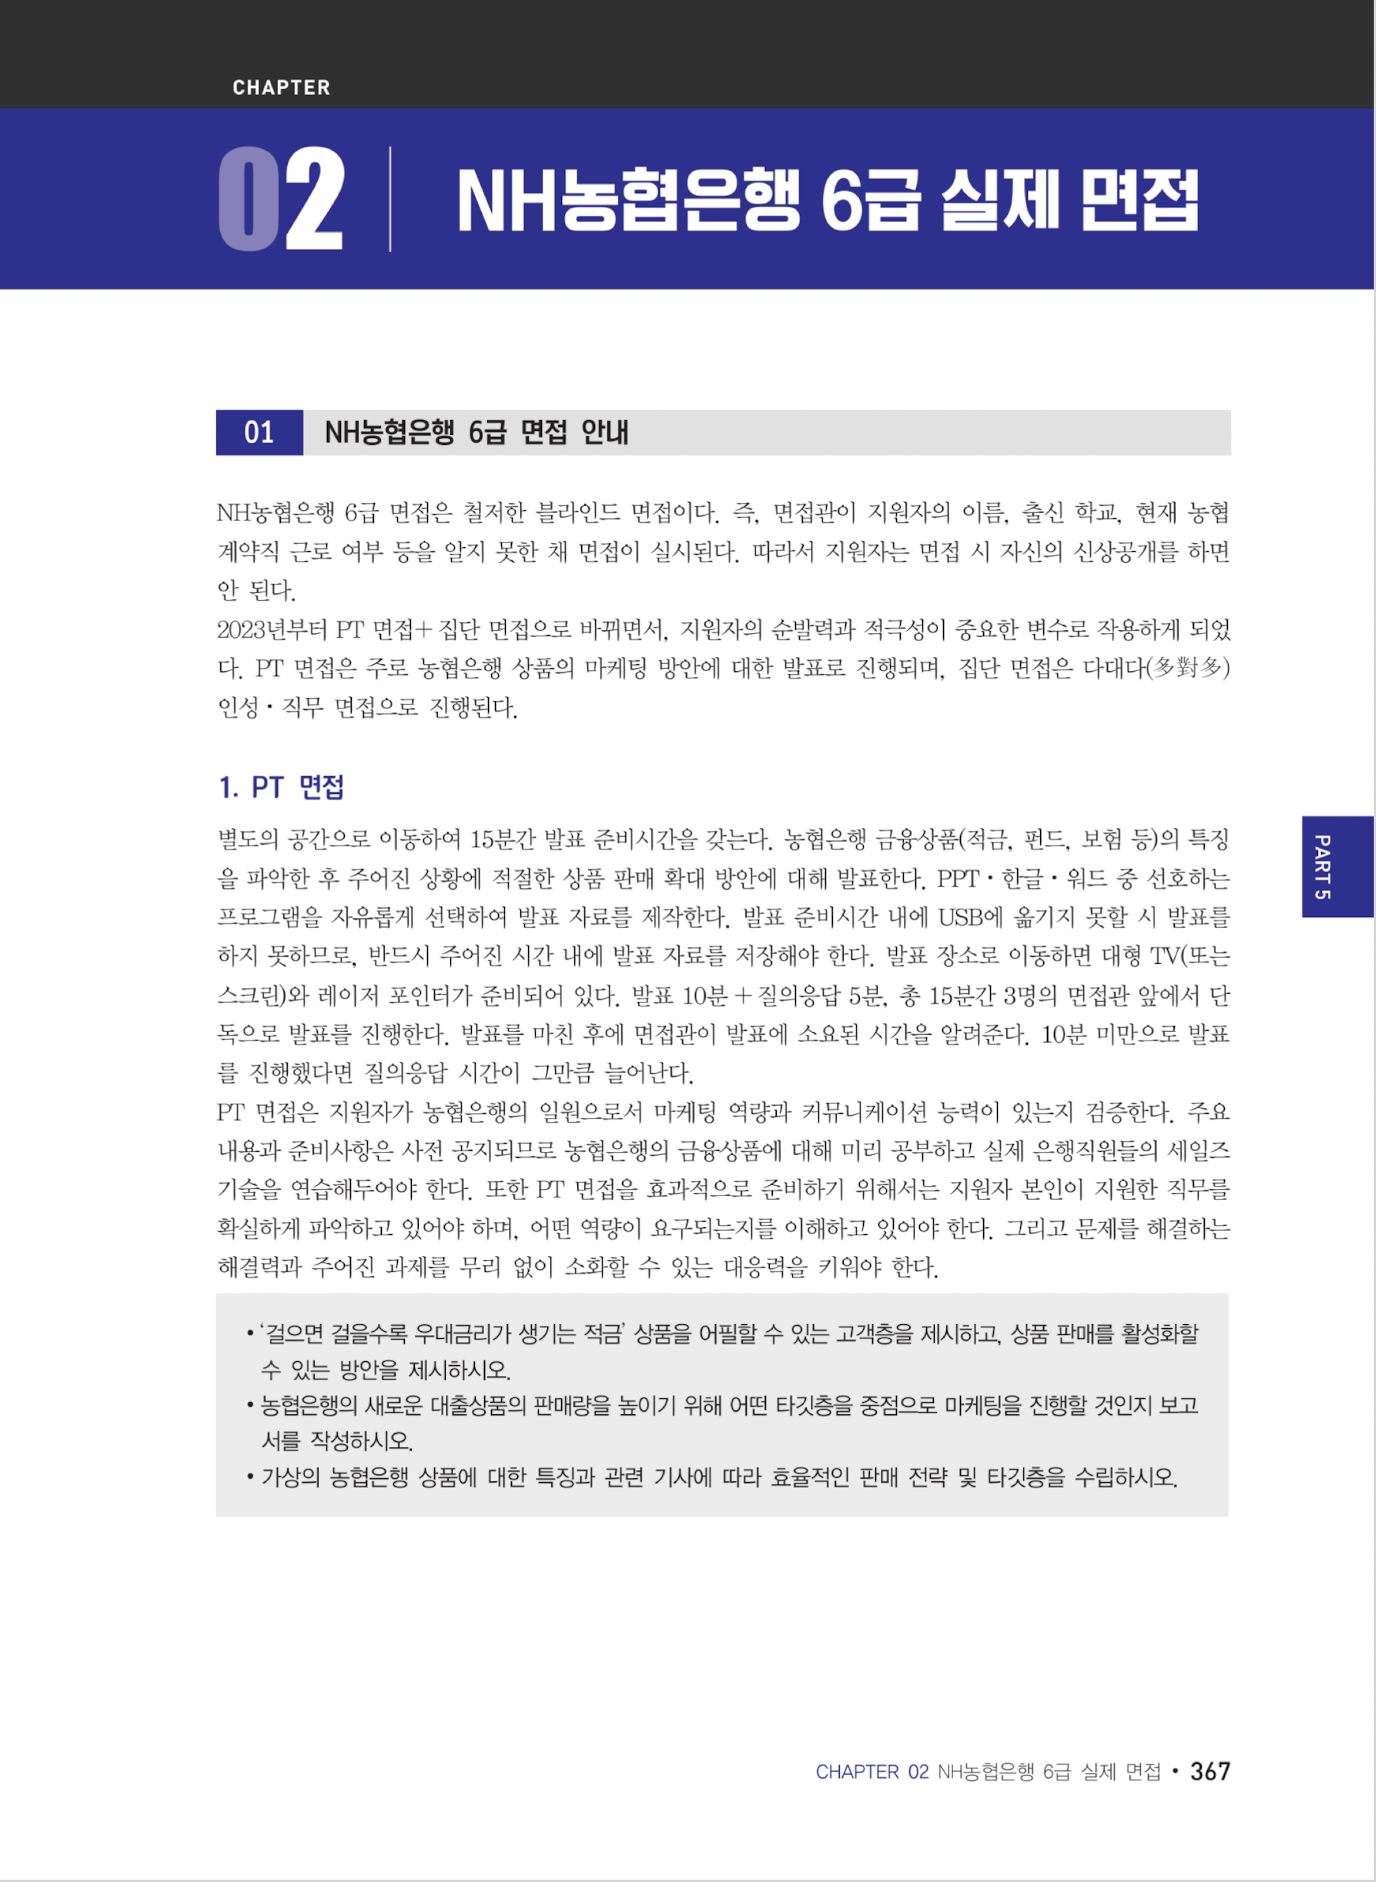 CHAPTER
02
NH농협은행 6급 실제 면접
01 NH농협은행 6급 면접 안내
NH농협은행 6급 면접은 철저한 블라인드 면접이다. 즉, 면접관이 지원자의 이름, 출신 학교, 현재 농협
계약직 근로 여부 등을 알지 못한 채 면접이 실시된다. 따라서 지원자는 면접 시 자신의 신상공개를 하면
안 된다.
2023년부터 PT 면접+집단 면접으로 바뀌면서, 지원자의 순발력과 적극성이 중요한 변수로 작용하게 되었
다. PT 면접은 주로 농협은행 상품의 마케팅 방안에 대한 발표로 진행되며, 집단 면접은 다대다(多對多)
인성・직무 면접으로 진행된다.
1. PT 면접
별도의 공간으로 이동하여 15분간 발표 준비시간을 갖는다. 농협은행 금융상품(적금, 펀드, 보험 등)의 특징
을 파악한 후 주어진 상황에 적절한 상품 판매 확대 방안에 대해 발표한다. PPT・한글・워드 중 선호하는
프로그램을 자유롭게 선택하여 발표 자료를 제작한다. 발표 준비시간 내에 USB에 옮기지 못할 시 발표를
하지 못하므로, 반드시 주어진 시간 내에 발표 자료를 저장해야 한다. 발표 장소로 이동하면 대형 TV(또는
스크린)와 레이저 포인터가 준비되어 있다. 발표 10분+질의응답 5분, 총 15분간 3명의 면접관 앞에서 단
독으로 발표를 진행한다. 발표를 마친 후에 면접관이 발표에 소요된 시간을 알려준다. 10분 미만으로 발표
를 진행했다면 질의응답 시간이 그만큼 늘어난다.
PT 면접은 지원자가 농협은행의 일원으로서 마케팅 역량과 커뮤니케이션 능력이 있는지 검증한다. 주요
내용과 준비사항은 사전 공지되므로 농협은행의 금융상품에 대해 미리 공부하고 실제 은행직원들의 세일즈
기술을 연습해두어야 한다. 또한 PT 면접을 효과적으로 준비하기 위해서는 지원자 본인이 지원한 직무를
확실하게 파악하고 있어야 하며, 어떤 역량이 요구되는지를 이해하고 있어야 한다. 그리고 문제를 해결하는
해결력과 주어진 과제를 무리 없이 소화할 수 있는 대응력을 키워야 한다.
• ‘걸으면 걸을수록 우대금리가 생기는 적금’ 상품을 어필할 수 있는 고객층을 제시하고, 상품 판매를 활성화할
수 있는 방안을 제시하시오.
• 농협은행의 새로운 대출상품의 판매량을 높이기 위해 어떤 타깃층을 중점으로 마케팅을 진행할 것인지 보고
서를 작성하시오.
• 가상의 농협은행 상품에 대한 특징과 관련 기사에 따라 효율적인 판매 전략 및 타깃층을 수립하시오.
PART 5
CHAPTER 02 NH농협은행 6급 실제 면접 • 367